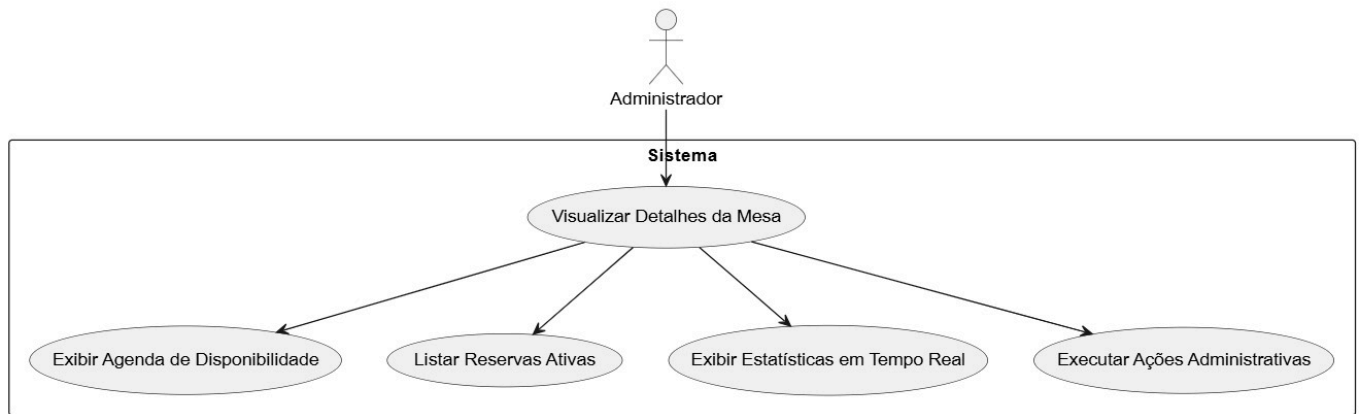 Administrador
Sistema
Visualizar Detalhes da Mesa
Exibir Agenda de Disponibilidade
Listar Reservas Ativas
Exibir Estatísticas em Tempo Real
Executar Ações Administrativas